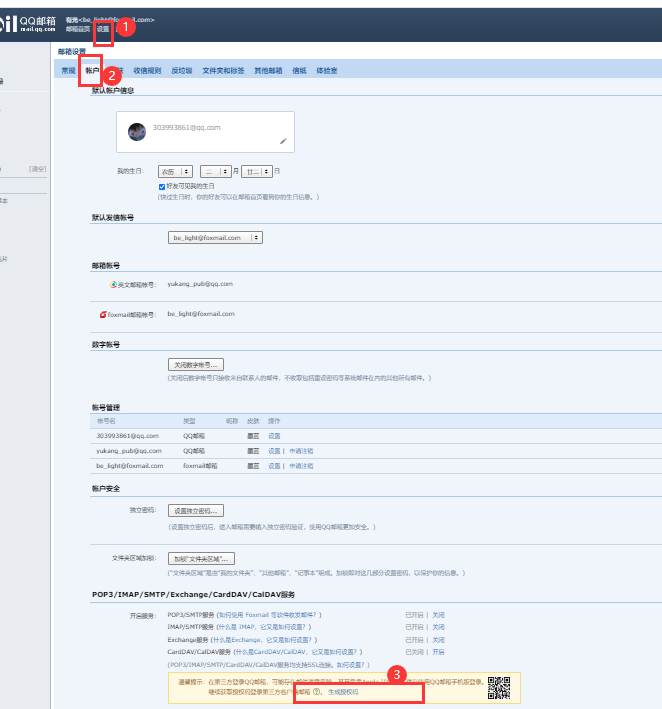 QQ邮箱
mail.qq.com
有光<be_light@foxmail.com>
邮箱首页 设置
1
邮箱设置
常规 帐户 2 收信规则 反垃圾 文件夹和标签 其他邮箱 信纸 体验室
默认帐户信息
303993861@qq.com
[清空]
我的生日: 农历 二 月 廿二 日
好友可见我的生日
(快过生日时，你的好友可以在邮箱首页看到你的生日信息。)
默认发信帐号
be_light@foxmail.com
邮箱帐号
英文邮箱帐号: yukang_pub@qq.com
foxmail邮箱帐号: be_light@foxmail.com
数字帐号
关闭数字帐号...
(关闭后数字帐号只接收来自联系人的邮件，不收取包括重设密码等系统邮件在内的其他所有邮件。)
帐号管理
帐号名 类型 昵称 皮肤 操作
303993861@qq.com QQ邮箱 墨蓝 设置
yukang_pub@qq.com QQ邮箱 墨蓝 设置 | 申请注销
be_light@foxmail.com foxmail邮箱 墨蓝 设置 | 申请注销
帐户安全
独立密码: 设置独立密码...
(设置独立密码后，进入邮箱需要输入独立密码验证，使用QQ邮箱更加安全。)
文件夹区域加锁: 加锁"文件夹区域"...
("文件夹区域"是由"我的文件夹"、"其他邮箱"、"记事本"组成。加锁即对这几部分设置密码，以保护你的信息。)
POP3/IMAP/SMTP/Exchange/CardDAV/CalDAV服务
开启服务: POP3/SMTP服务 (如何使用 Foxmail 等软件收发邮件?) 已开启 | 关闭
IMAP/SMTP服务 (什么是 IMAP，它又是如何设置?) 已开启 | 关闭
Exchange服务 (什么是Exchange，它又是如何设置?) 已开启 | 关闭
CardDAV/CalDAV服务 (什么是CardDAV/CalDAV，它又是如何设置?) 已关闭 | 开启
(POP3/IMAP/SMTP/CardDAV/CalDAV服务均支持SSL连接。如何设置?)
3
温馨提示: 在第三方登录QQ邮箱，可能存在 使用QQ邮箱手机版登录。
继续获取授权码登录第三方客户端邮箱 ? 。 生成授权码